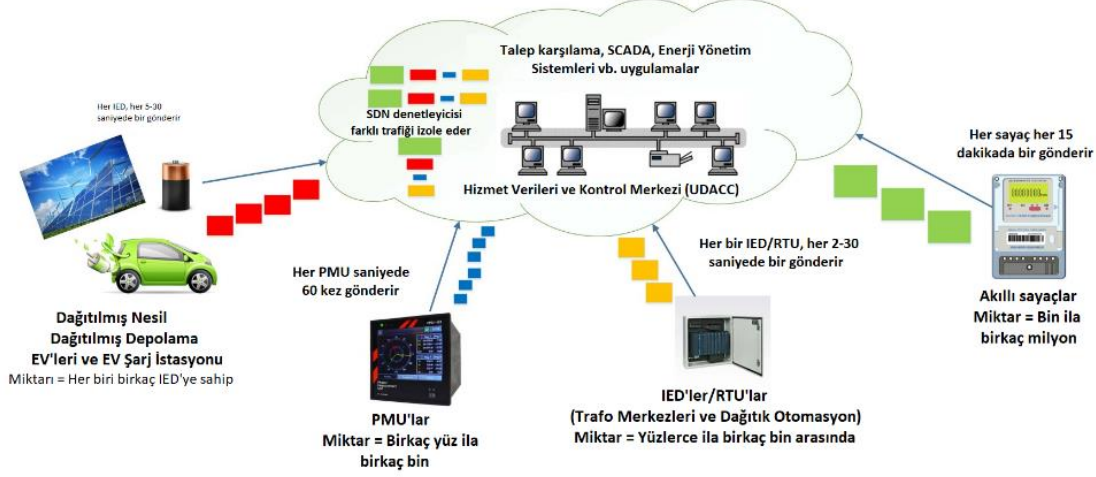 Talep karşılama, SCADA, Enerji Yönetim
Sistemleri vb. uygulamalar
SDN denetleyicisi
farklı trafiği izole eder
Hizmet Verileri ve Kontrol Merkezi (UDACC)
Her IED, her 5-30
saniyede bir gönderir
Dağıtılmış Nesil
Dağıtılmış Depolama
EV'leri ve EV Şarj İstasyonu
Miktarı = Her biri birkaç IED'ye sahip
Her PMU saniyede
60 kez gönderir
PMU'lar
Miktar = Birkaç yüz ila
birkaç bin
Her bir IED/RTU, her 2-30
saniyede bir gönderir
IED'ler/RTU'lar
(Trafo Merkezleri ve Dağıtık Otomasyon)
Miktar = Yüzlerce ila birkaç bin arasında
Her sayaç her 15
dakikada bir gönderir
Akıllı sayaçlar
Miktar = Bin ila
birkaç milyon